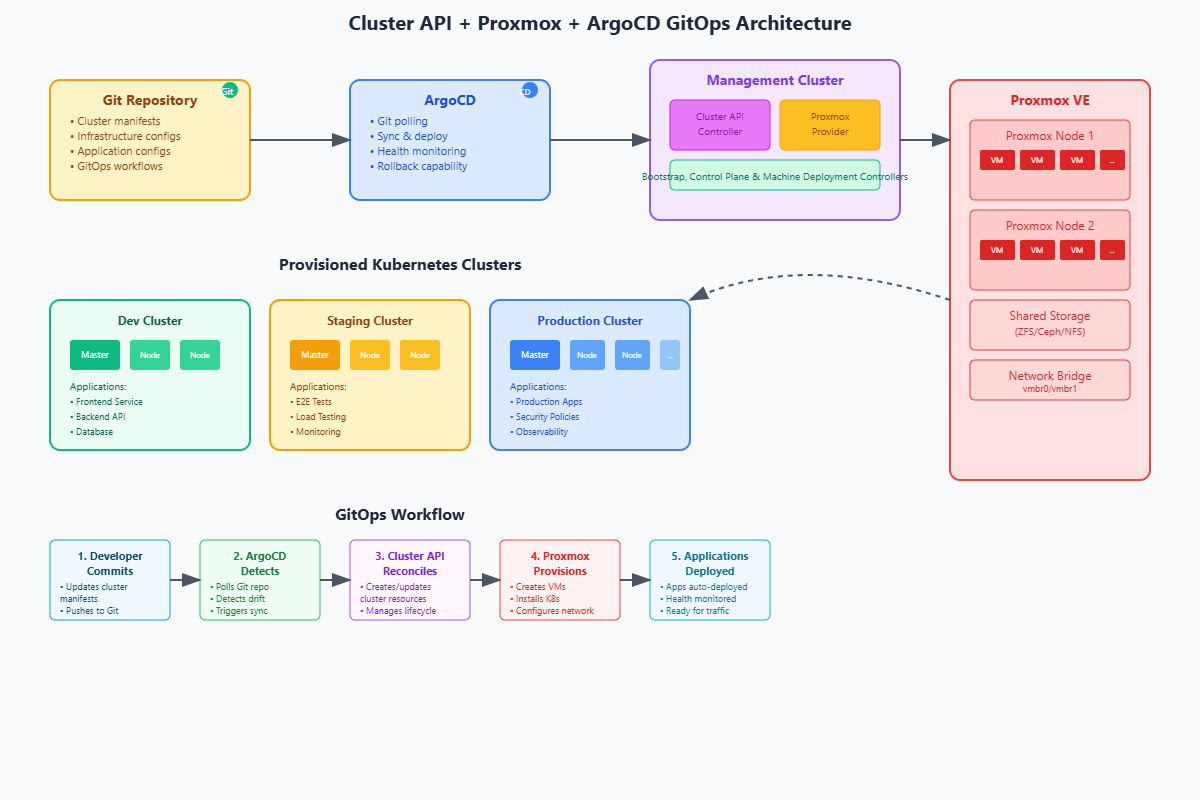 Cluster API + Proxmox + ArgoCD GitOps Architecture
Git Repository
Git
• Cluster manifests
• Infrastructure configs
• Application configs
• GitOps workflows
ArgoCD
CD
• Git polling
• Sync & deploy
• Health monitoring
• Rollback capability
Management Cluster
Cluster API
Controller
Proxmox
Provider
Bootstrap, Control Plane & Machine Deployment Controllers
Proxmox VE
Proxmox Node 1
VM VM VM ...
Proxmox Node 2
VM VM VM ...
Shared Storage
(ZFS/Ceph/NFS)
Network Bridge
vmbr0/vmbr1
Provisioned Kubernetes Clusters
Dev Cluster
Master Node Node
Applications:
• Frontend Service
• Backend API
• Database
Staging Cluster
Master Node Node
Applications:
• E2E Tests
• Load Testing
• Monitoring
Production Cluster
Master Node Node ...
Applications:
• Production Apps
• Security Policies
• Observability
GitOps Workflow
1. Developer
Commits
• Updates cluster
manifests
• Pushes to Git
2. ArgoCD
Detects
• Polls Git repo
• Detects drift
• Triggers sync
3. Cluster API
Reconciles
• Creates/updates
cluster resources
• Manages lifecycle
4. Proxmox
Provisions
• Creates VMs
• Installs K8s
• Configures network
5. Applications
Deployed
• Apps auto-deployed
• Health monitored
• Ready for traffic